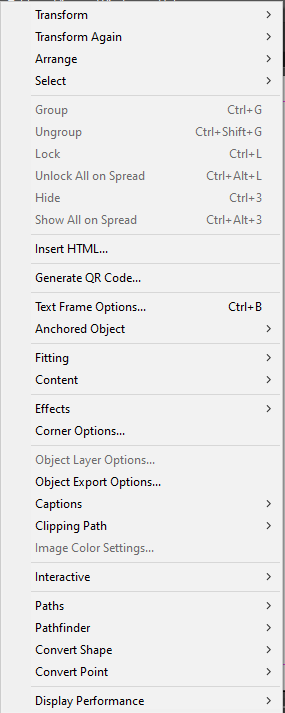 Transform
Transform Again
Arrange
Select
Group Ctrl+G
Ungroup Ctrl+Shift+G
Lock Ctrl+L
Unlock All on Spread Ctrl+Alt+L
Hide Ctrl+3
Show All on Spread Ctrl+Alt+3
Insert HTML...
Generate QR Code...
Text Frame Options... Ctrl+B
Anchored Object
Fitting
Content
Effects
Corner Options...
Object Layer Options...
Object Export Options...
Captions
Clipping Path
Image Color Settings...
Interactive
Paths
Pathfinder
Convert Shape
Convert Point
Display Performance